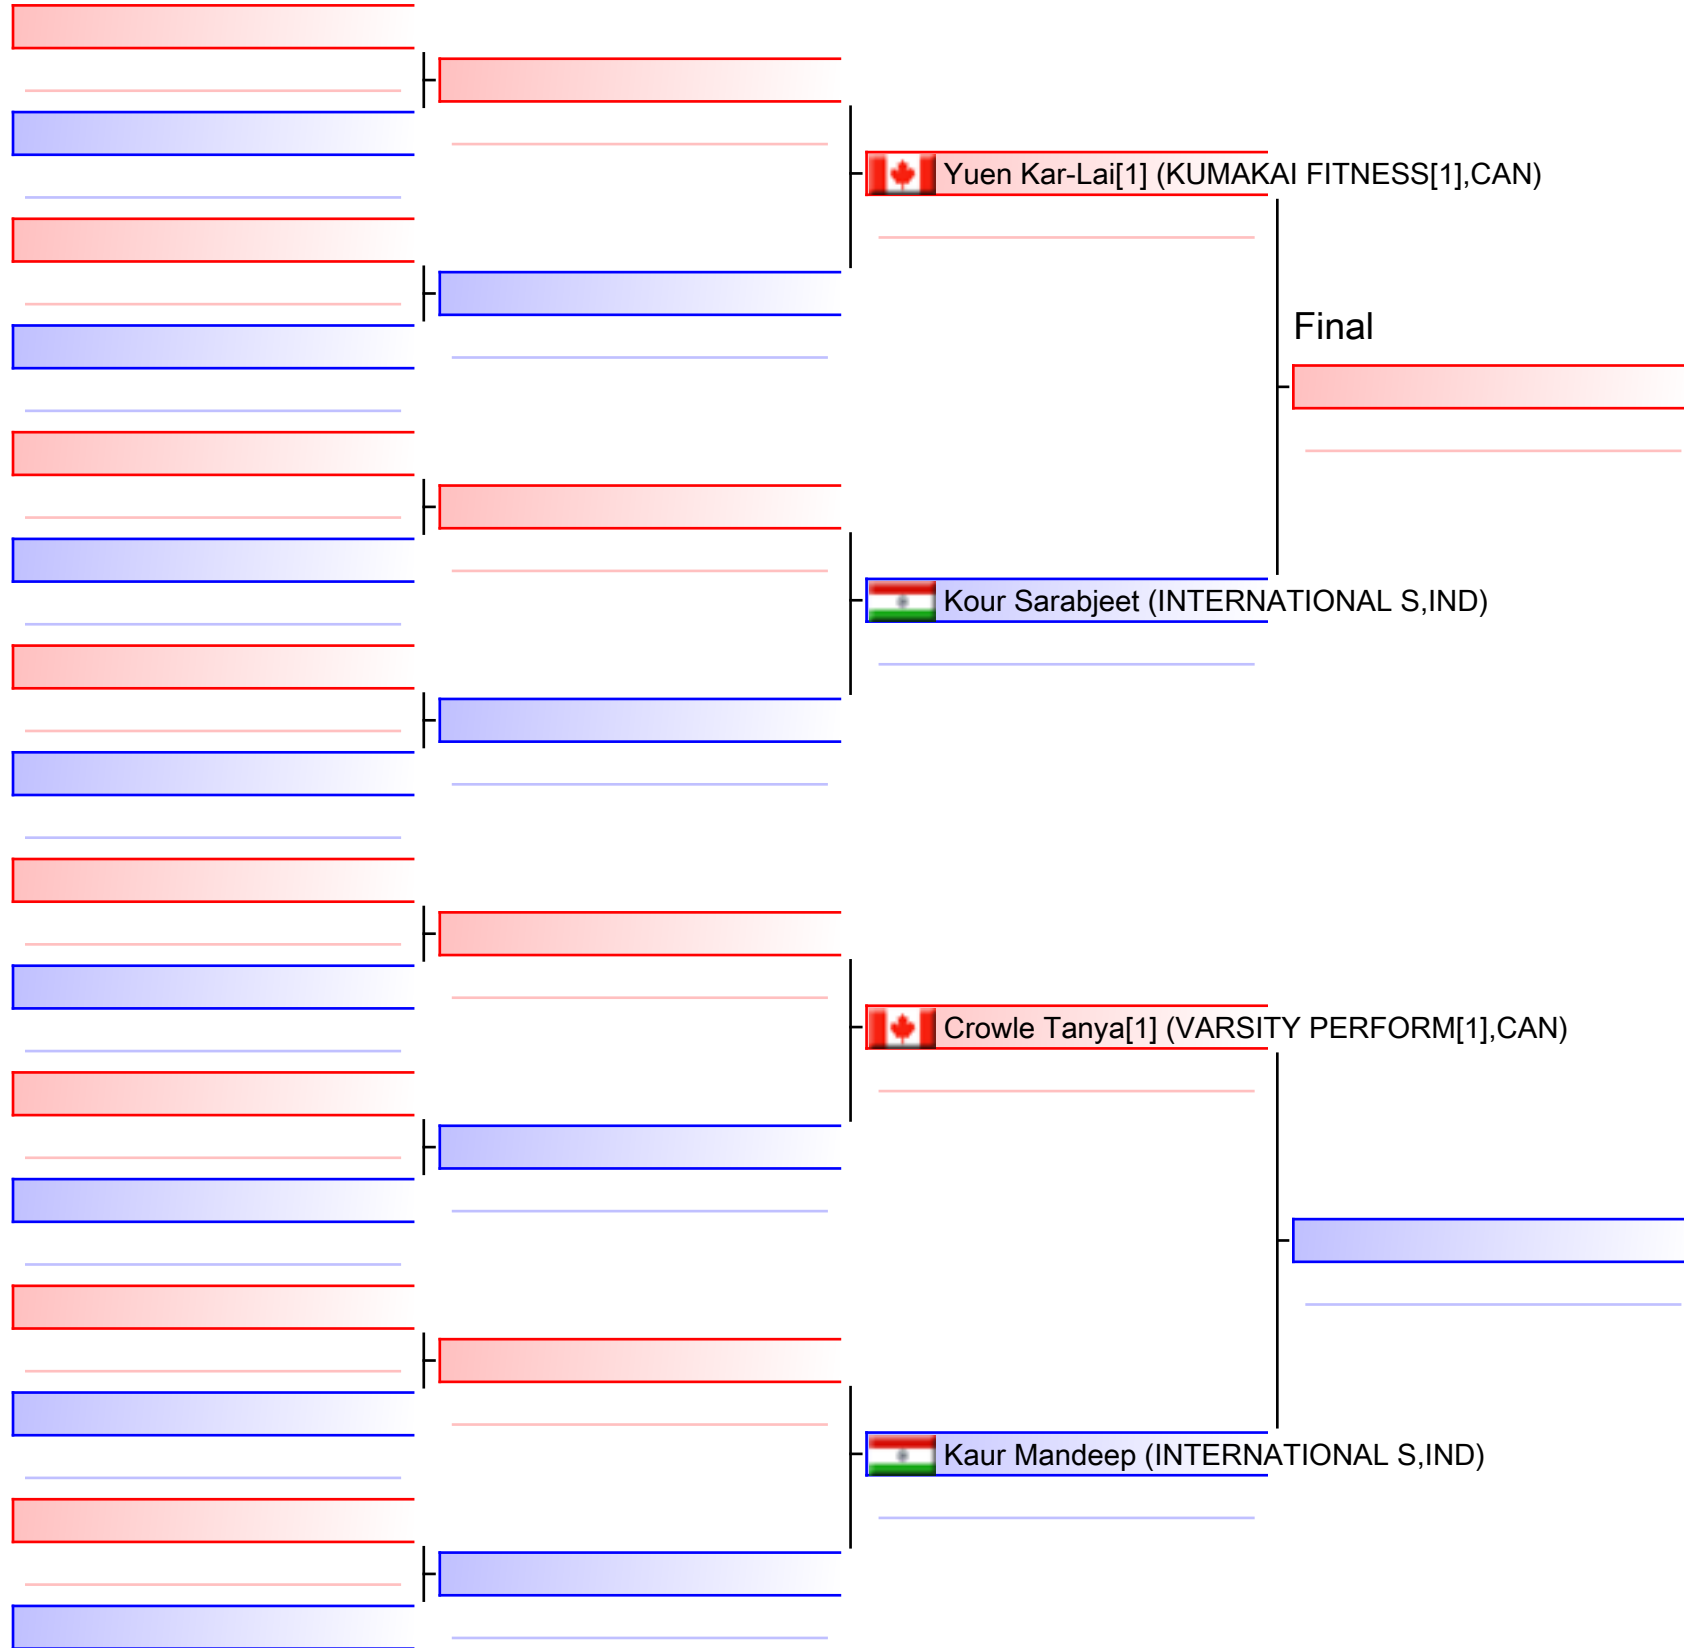 Yuen Kar-Lai[1] (KUMAKAI FITNESS[1],CAN)
Final
Kour Sarabjeet (INTERNATIONAL S,IND)
Crowle Tanya[1] (VARSITY PERFORM[1],CAN)
Kaur Mandeep (INTERNATIONAL S,IND)